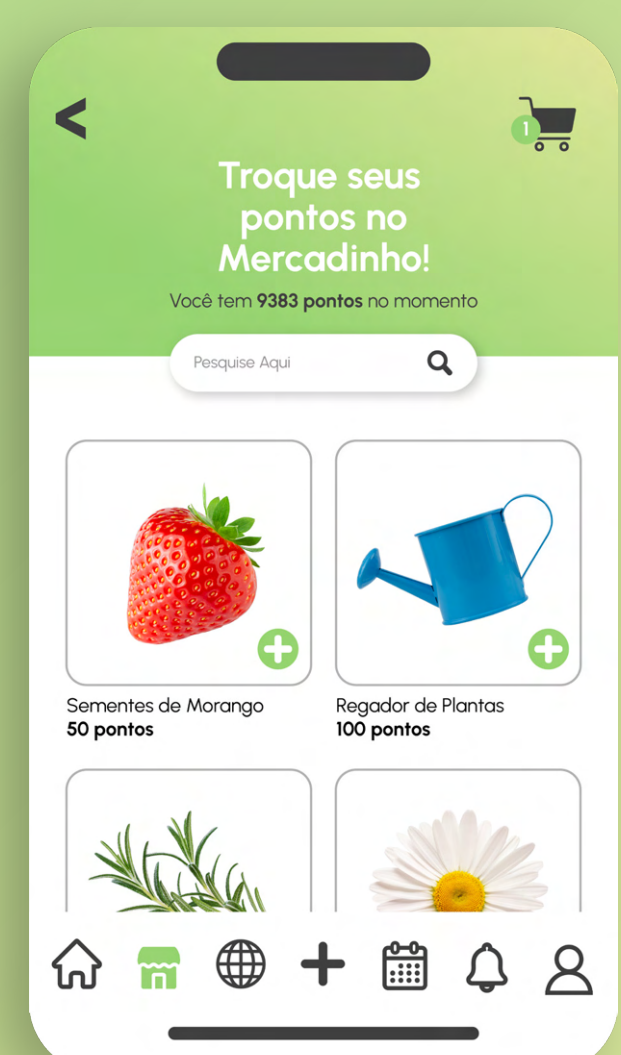 1
Troque seus
pontos no
Mercadinho!
Você tem 9383 pontos no momento
Pesquise Aqui
Sementes de Morango
50 pontos
Regador de Plantas
100 pontos